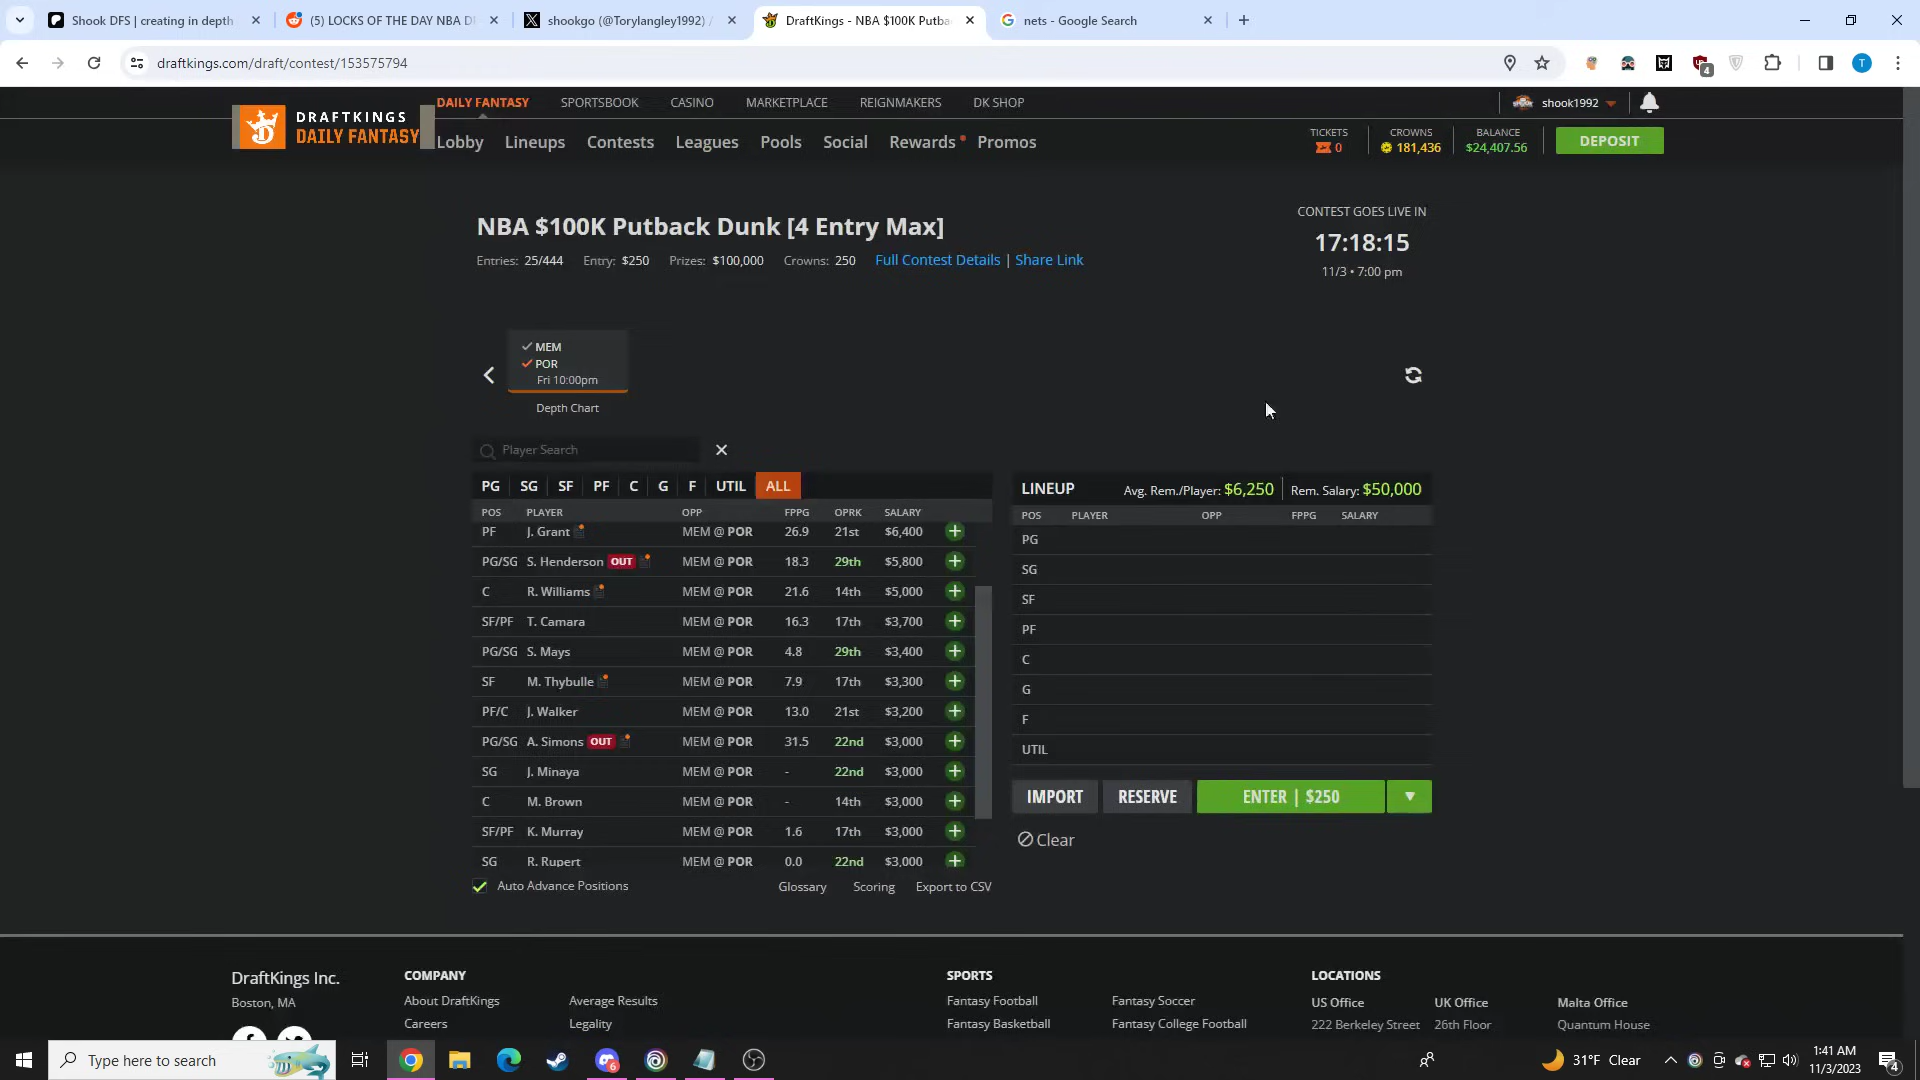 Shook DFS | creating in depth
(5) LOCKS OF THE DAY NBA D
shookgo (@Torylangley1992) /
DraftKings - NBA $100K Putba
nets - Google Search
draftkings.com/draft/contest/153575794
4
T
DRAFTKINGS
DAILY FANTASY
DAILY FANTASY SPORTSBOOK CASINO MARKETPLACE REIGNMAKERS DK SHOP
shook1992
Lobby Lineups Contests Leagues Pools Social Rewards Promos
TICKETS CROWNS BALANCE
0 181,436 $24,407.56
DEPOSIT
NBA $100K Putback Dunk [4 Entry Max]
Entries: 25/444 Entry: $250 Prizes: $100,000 Crowns: 250 Full Contest Details | Share Link
CONTEST GOES LIVE IN
17:18:15
11/3 • 7:00 pm
MEM
POR
Fri 10:00pm
Depth Chart
Player Search
PG SG SF PF C G F UTIL ALL
POS PLAYER OPP FPPG OPRK SALARY
PF J. Grant MEM @ POR 26.9 21st $6,400
PG/SG S. Henderson OUT MEM @ POR 18.3 29th $5,800
C R. Williams MEM @ POR 21.6 14th $5,000
SF/PF T. Camara MEM @ POR 16.3 17th $3,700
PG/SG S. Mays MEM @ POR 4.8 29th $3,400
SF M. Thybulle MEM @ POR 7.9 17th $3,300
PF/C J. Walker MEM @ POR 13.0 21st $3,200
PG/SG A. Simons OUT MEM @ POR 31.5 22nd $3,000
SG J. Minaya MEM @ POR - 22nd $3,000
C M. Brown MEM @ POR - 14th $3,000
SF/PF K. Murray MEM @ POR 1.6 17th $3,000
SG R. Rupert MEM @ POR 0.0 22nd $3,000
Auto Advance Positions Glossary Scoring Export to CSV
LINEUP Avg. Rem./Player: $6,250 Rem. Salary: $50,000
POS PLAYER OPP FPPG SALARY
PG
SG
SF
PF
C
G
F
UTIL
IMPORT RESERVE ENTER | $250
Clear
DraftKings Inc.
Boston, MA
COMPANY
About DraftKings Average Results
Careers Legality
SPORTS
Fantasy Football Fantasy Soccer
Fantasy Basketball Fantasy College Football
LOCATIONS
US Office UK Office Malta Office
222 Berkeley Street 26th Floor Quantum House
Type here to search
6
31°F Clear
1:41 AM
11/3/2023
4